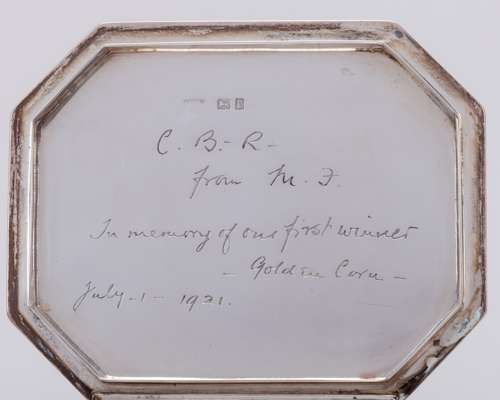 C. B.-R-
from M. F.
In memory of our first winner
- Golden Corn -
July-1-1921.